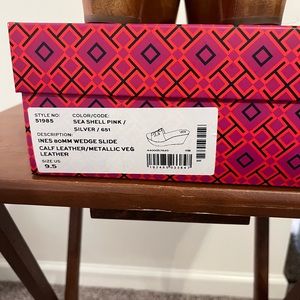 STYLE NO:
51985
COLOR/CODE:
SEA SHELL PINK /
SILVER / 651
DESCRIPTION:
INES 80MM WEDGE SLIDE
CALF LEATHER/METALLIC VEG
LEATHER
SIZE US
9.5